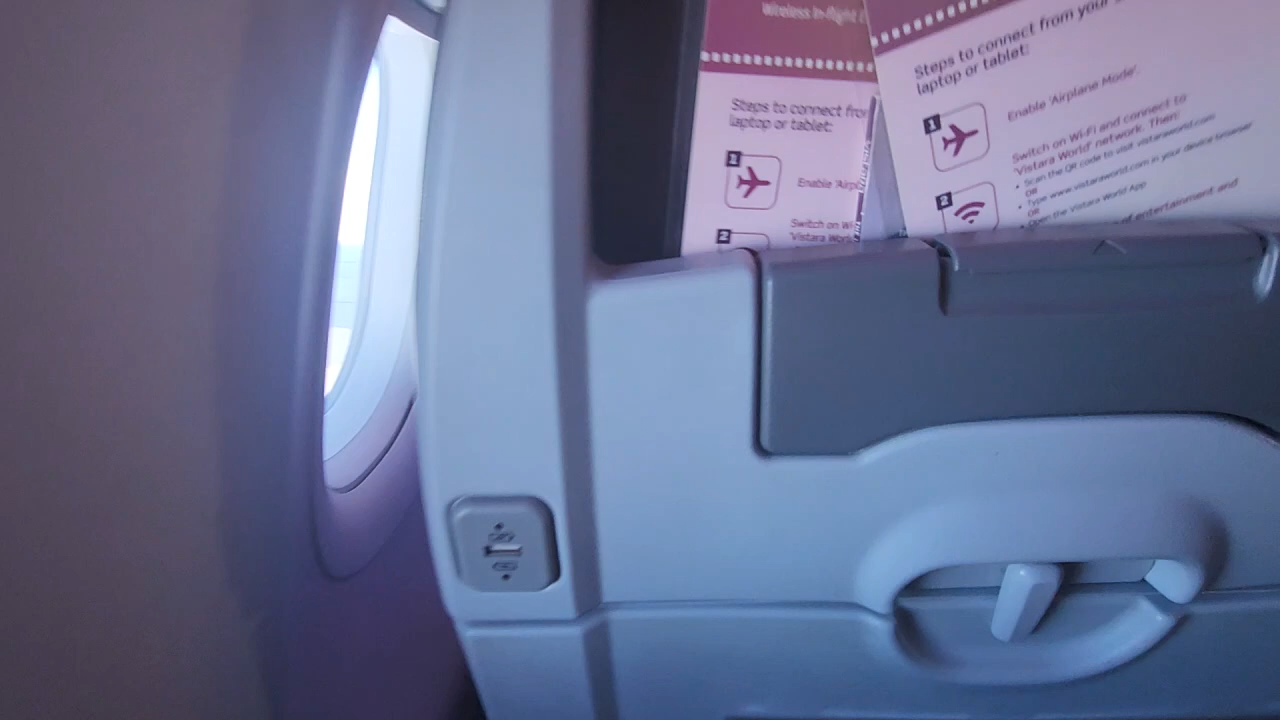 Wireless In-flight
Steps to connect from
laptop or tablet:
1
Enable
2
Switch on
'Vistara
Steps to connect from your
laptop or tablet:
1
Enable 'Airplane Mode'.
2
Switch on Wi-Fi and connect to
'Vistara World' network. Then:
• Scan the QR code to visit vistaraworld.com
OR
• Type www.vistaraworld.com in your device browser
OR
• Open the Vistara World App
of entertainment and